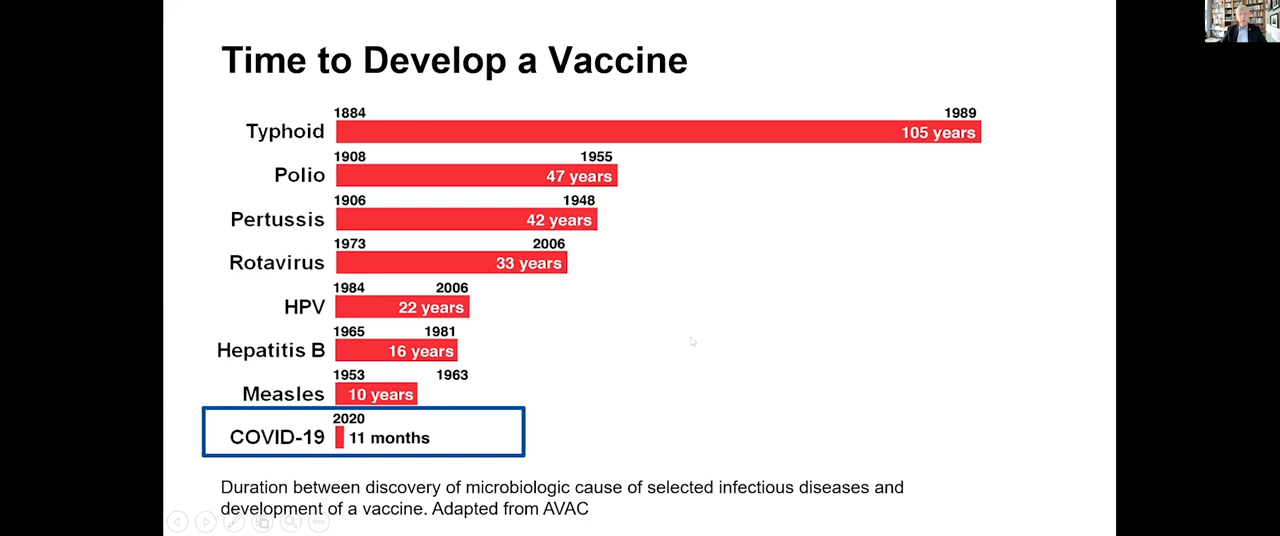 Time to Develop a Vaccine
1884 1989
Typhoid 105 years
1908 1955
Polio 47 years
1906 1948
Pertussis 42 years
1973 2006
Rotavirus 33 years
1984 2006
HPV 22 years
1965 1981
Hepatitis B 16 years
1953 1963
Measles 10 years
2020
COVID-19 11 months
Duration between discovery of microbiologic cause of selected infectious diseases and
development of a vaccine. Adapted from AVAC